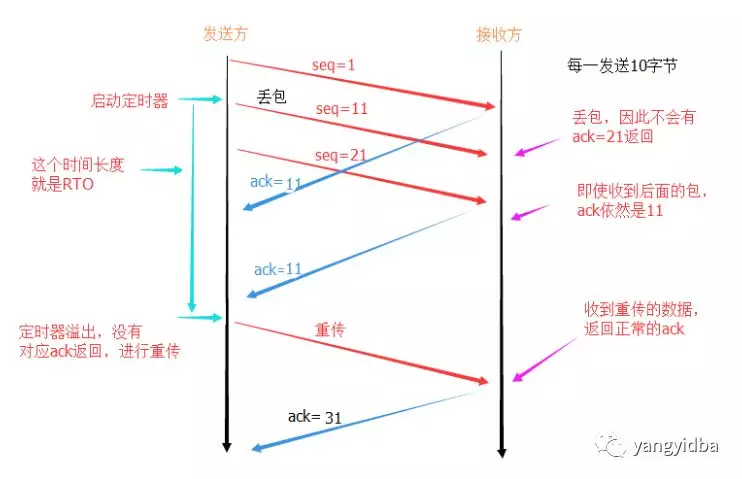 发送方
接收方
seq=1
每一发送10字节
启动定时器
丢包
seq=11
丢包，因此不会有
ack=21返回
seq=21
这个时间长度
就是RTO
ack=11
即使收到后面的包，
ack依然是11
ack=11
收到重传的数据，
返回正常的ack
定时器溢出，没有
对应ack返回，进行重传
重传
ack= 31
yangyidba